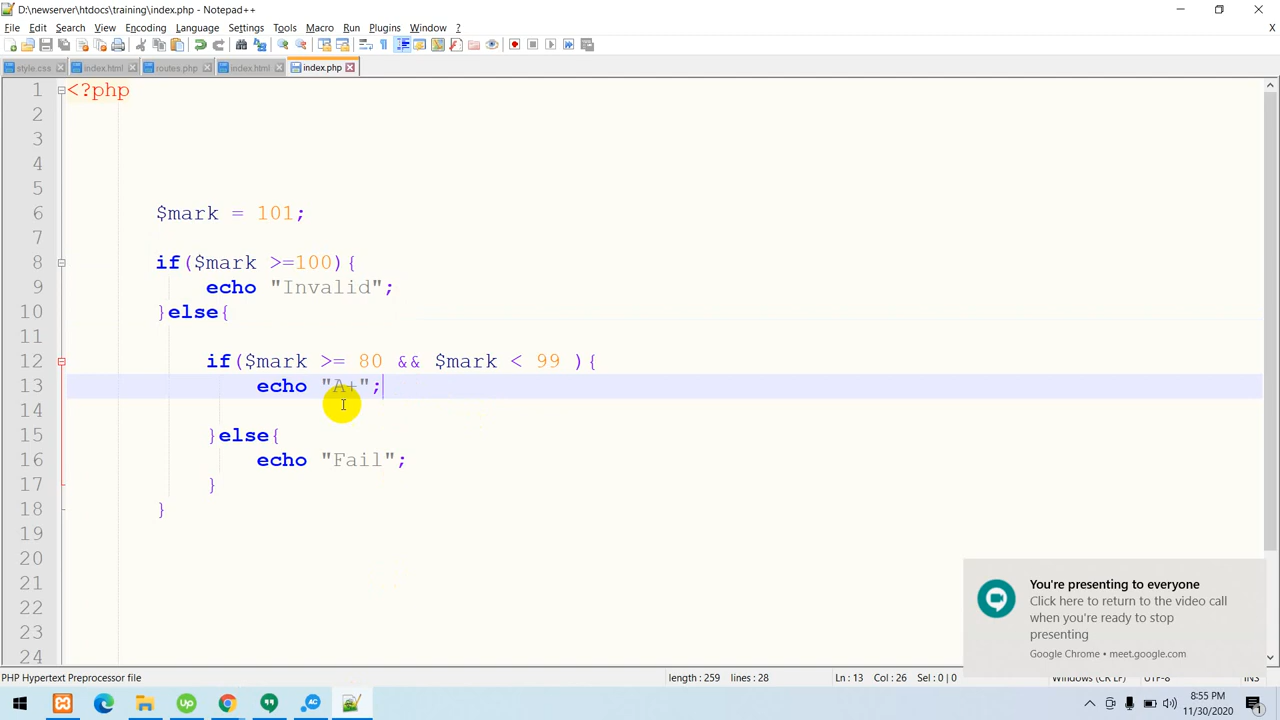 D:\newserver\htdocs\training\index.php - Notepad++
File Edit Search View Encoding Language Settings Tools Macro Run Plugins Window ?
X
style.css index.html routes.php index.html index.php
1 <?php
2
3
4
5
6 $mark = 101;
7
8 if($mark >=100){
9 echo "Invalid";
10 }else{
11
12 if($mark >= 80 && $mark < 99 ){
13 echo "A+";
14
15 }else{
16 echo "Fail";
17 }
18 }
19
20
21
22
23
24
You're presenting to everyone
Click here to return to the video call
when you're ready to stop
presenting
Google Chrome • meet.google.com
PHP Hypertext Preprocessor file length : 259 lines : 28 Ln : 13 Col : 26 Sel : 0 | 0 Windows (CR LF) UTF-8 INS
8:55 PM
11/30/2020